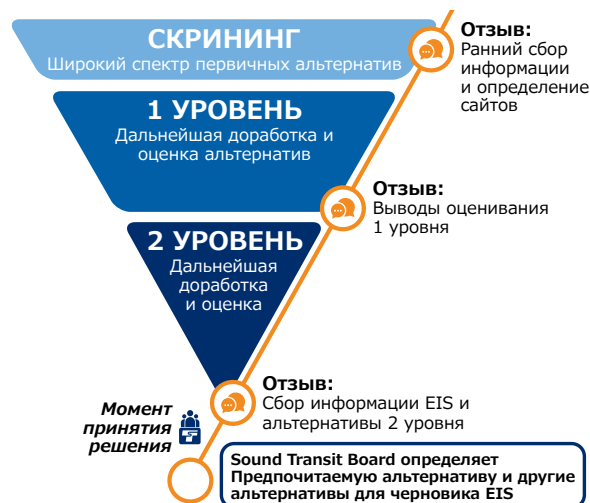 СКРИНИНГ
Широкий спектр первичных альтернатив
Отзыв:
Ранний сбор
информации
и определение
сайтов
1 УРОВЕНЬ
Дальнейшая доработка и
оценка альтернатив
Отзыв:
Выводы оценивания
1 уровня
2 УРОВЕНЬ
Дальнейшая
доработка
и оценка
Отзыв:
Сбор информации EIS и
альтернативы 2 уровня
Момент
принятия
решения
Sound Transit Board определяет
Предпочитаемую альтернативу и другие
альтернативы для черновика EIS